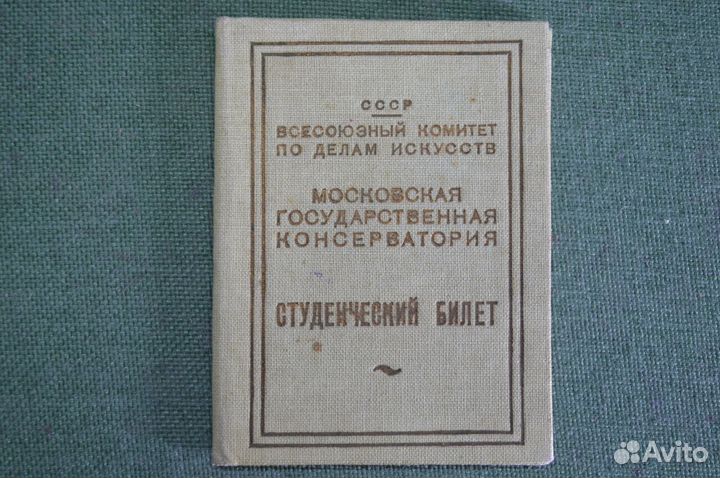 СССР
ВСЕСОЮЗНЫЙ КОМИТЕТ
ПО ДЕЛАМ ИСКУССТВ
МОСКОВСКАЯ
ГОСУДАРСТВЕННАЯ
КОНСЕРВАТОРИЯ
СТУДЕНЧЕСКИЙ БИЛЕТ
Avito